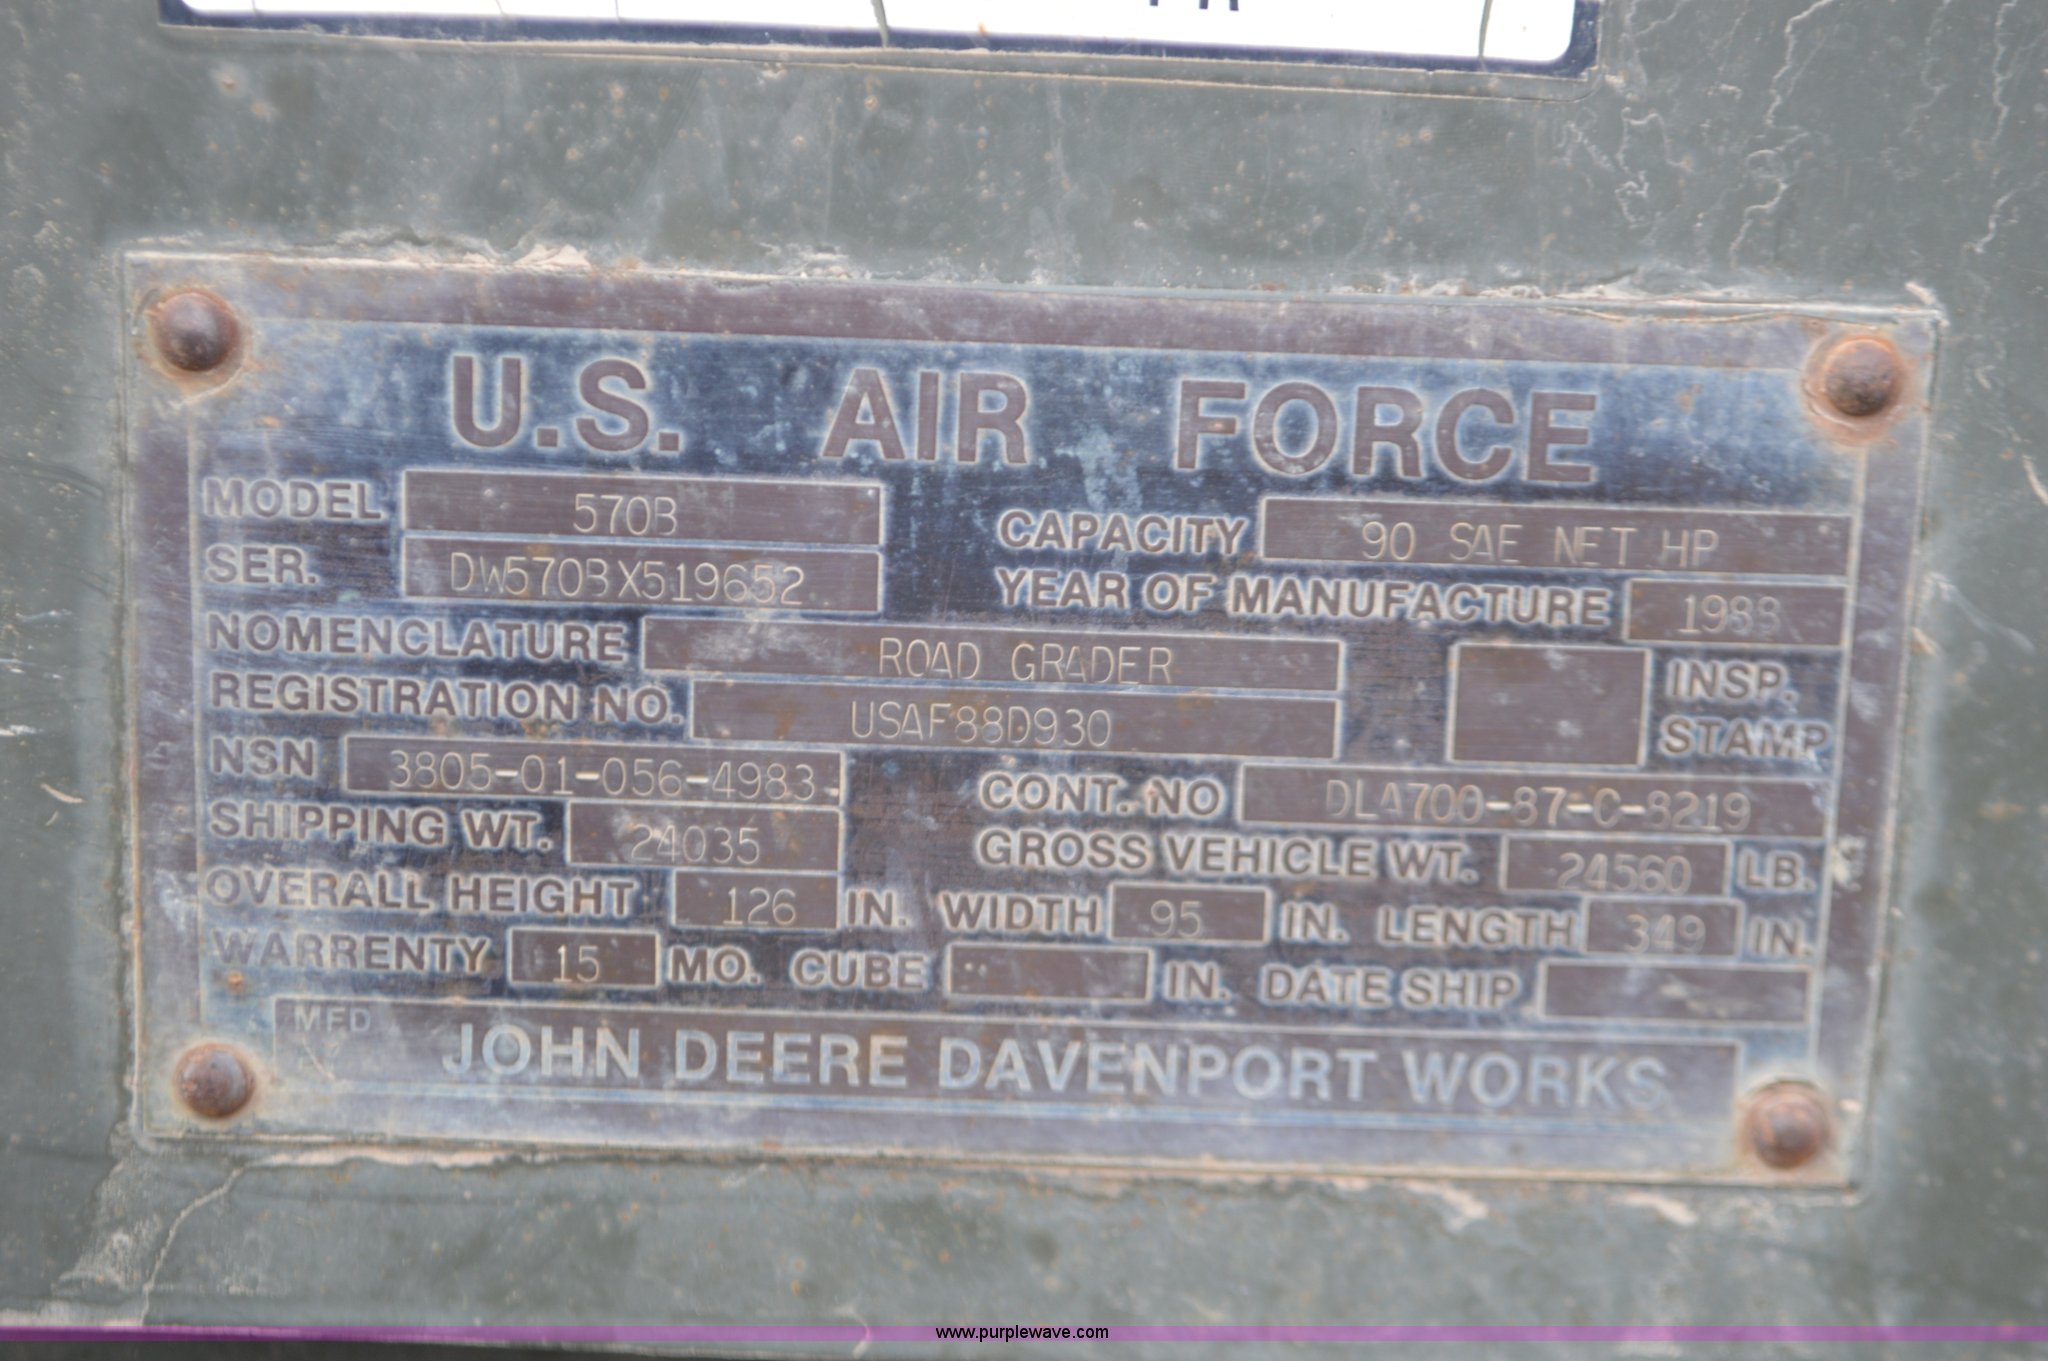 U.S. AIR FORCE
MODEL 570B
CAPACITY 90 SAE NET HP
SER. DW570BX519652
YEAR OF MANUFACTURE 1988
NOMENCLATURE ROAD GRADER
INSP. STAMP
REGISTRATION NO. USAF88D930
NSN 3805-01-056-4983
CONT. NO DLA700-87-C-8219
SHIPPING WT. 24035
GROSS VEHICLE WT. 24560 LB.
OVERALL HEIGHT 126 IN. WIDTH 95 IN. LENGTH 349 IN.
WARRENTY 15 MO. CUBE IN. DATE SHIP
MFD JOHN DEERE DAVENPORT WORKS
www.purplewave.com